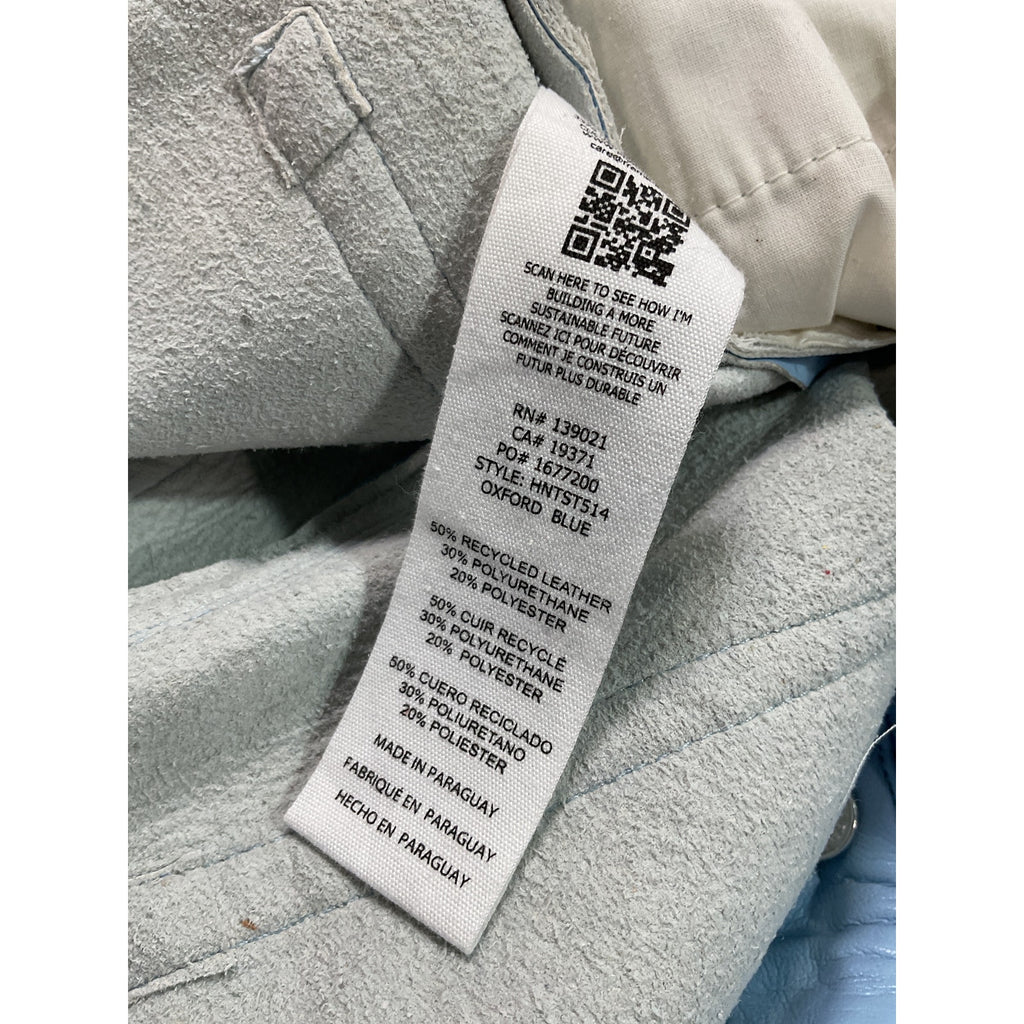 SCAN HERE TO SEE HOW I'M
BUILDING A MORE
SUSTAINABLE FUTURE
SCANNEZ ICI POUR DÉCOUVRIR
COMMENT JE CONSTRUIS UN
FUTUR PLUS DURABLE
RN# 139021
CA# 19371
PO# 1677200
STYLE: HNTST514
OXFORD BLUE
50% RECYCLED LEATHER
30% POLYURETHANE
20% POLYESTER
50% CUIR RECYCLÉ
30% POLYURETHANE
20% POLYESTER
50% CUERO RECICLADO
30% POLIURETANO
20% POLIESTER
MADE IN PARAGUAY
FABRIQUÉ EN PARAGUAY
HECHO EN PARAGUAY